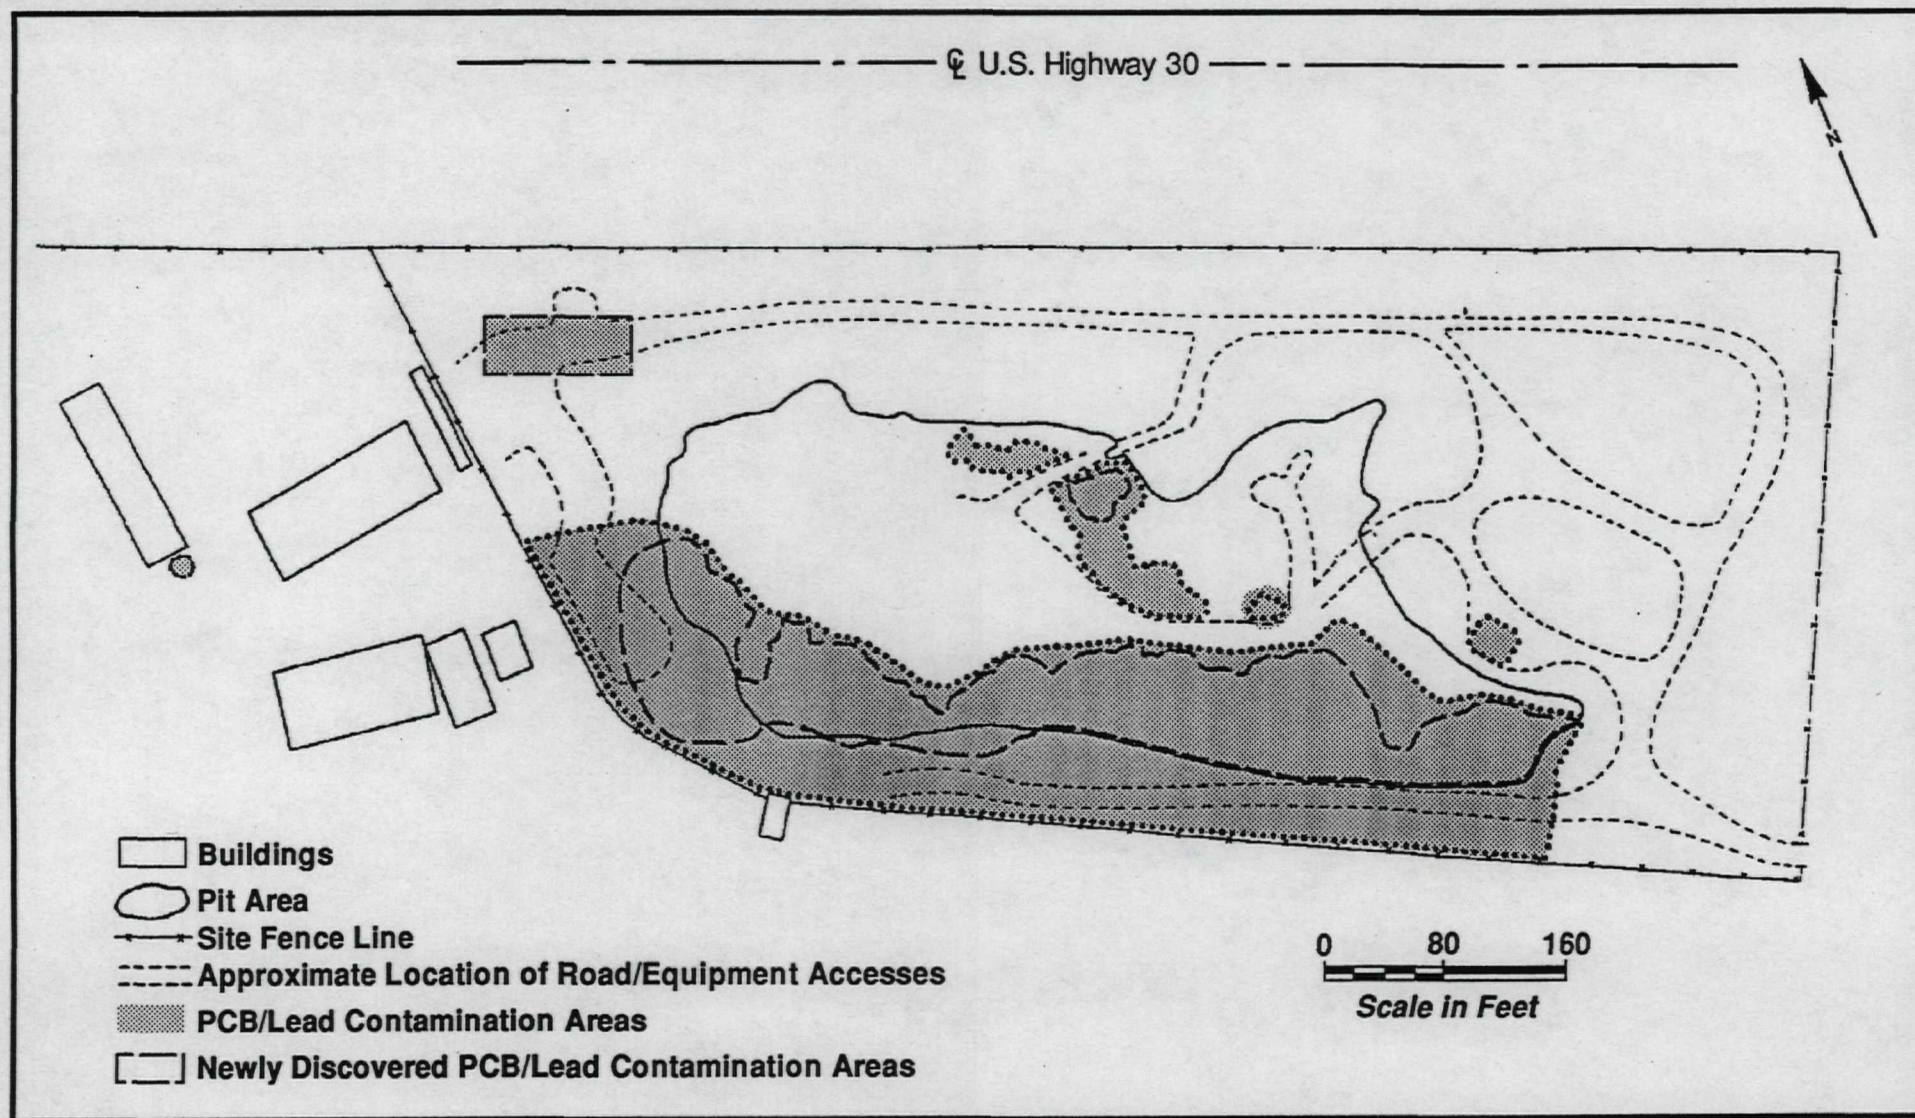 ℄ U.S. Highway 30
N
Buildings
Pit Area
Site Fence Line
Approximate Location of Road/Equipment Accesses
PCB/Lead Contamination Areas
Newly Discovered PCB/Lead Contamination Areas
0 80 160
Scale in Feet